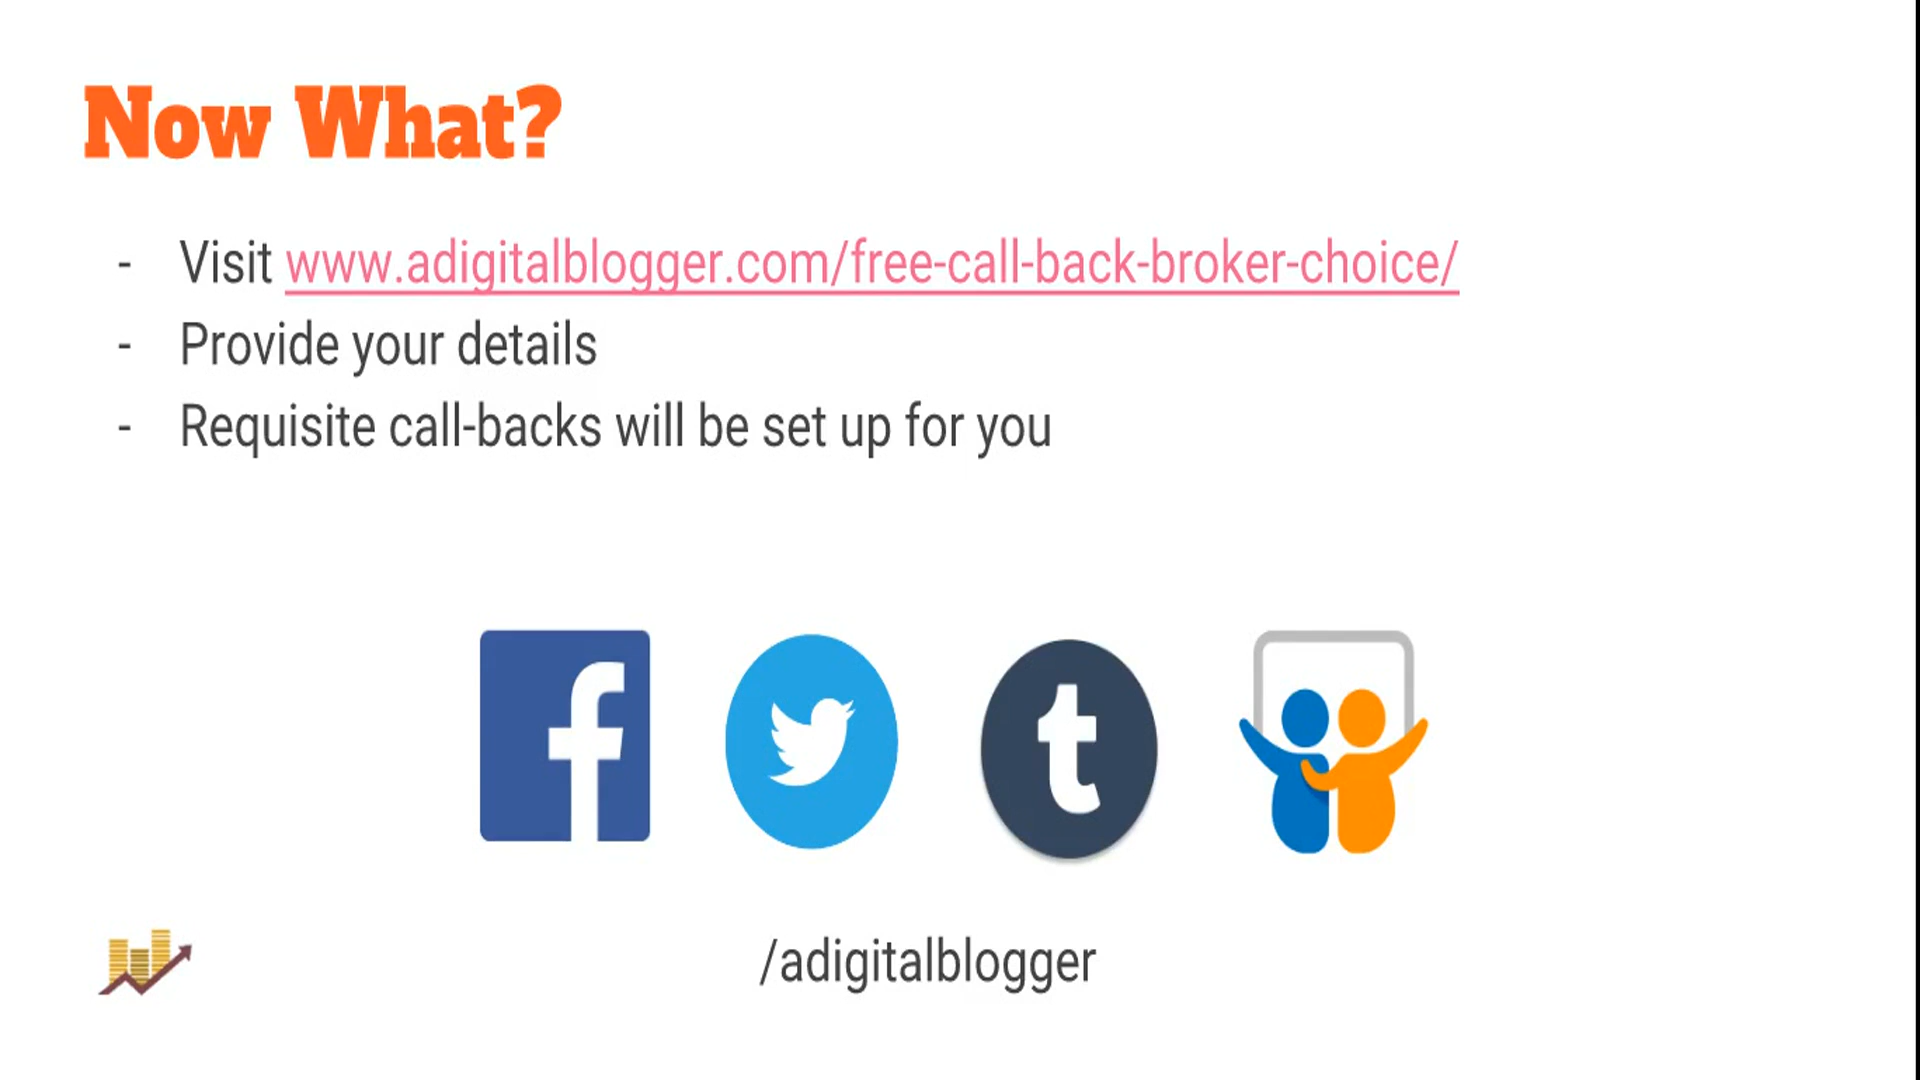 Now What?
- Visit www.adigitalblogger.com/free-call-back-broker-choice/
- Provide your details
- Requisite call-backs will be set up for you
/adigitalblogger